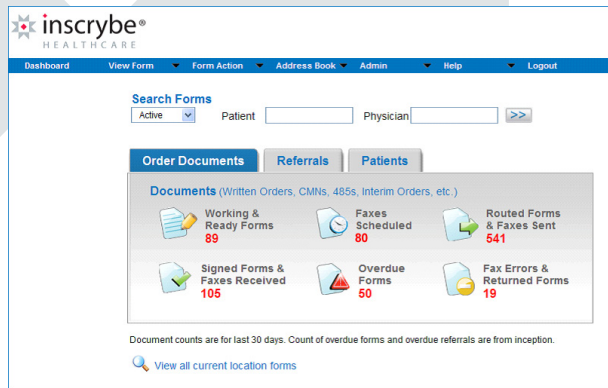 inscrybe®
HEALTHCARE
Dashboard View Form Form Action Address Book Admin Help Logout
Search Forms
Active Patient Physician >>
Order Documents Referrals Patients
Documents (Written Orders, CMNs, 485s, Interim Orders, etc.)
Working & Faxes Routed Forms
Ready Forms Scheduled & Faxes Sent
89 80 541
Signed Forms & Overdue Fax Errors &
Faxes Received Forms Returned Forms
105 50 19
Document counts are for last 30 days. Count of overdue forms and overdue referrals are from inception.
View all current location forms